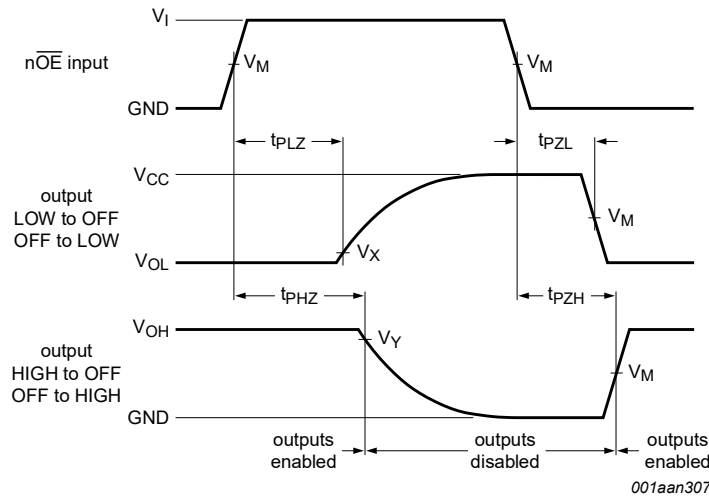 V_I
nOE input
V_M
V_M
GND
t_PLZ
t_PZL
V_CC
output
LOW to OFF
OFF to LOW
V_M
V_X
V_OL
t_PHZ
t_PZH
V_OH
output
HIGH to OFF
OFF to HIGH
V_Y
V_M
GND
outputs
enabled
outputs
disabled
outputs
enabled
001aan307